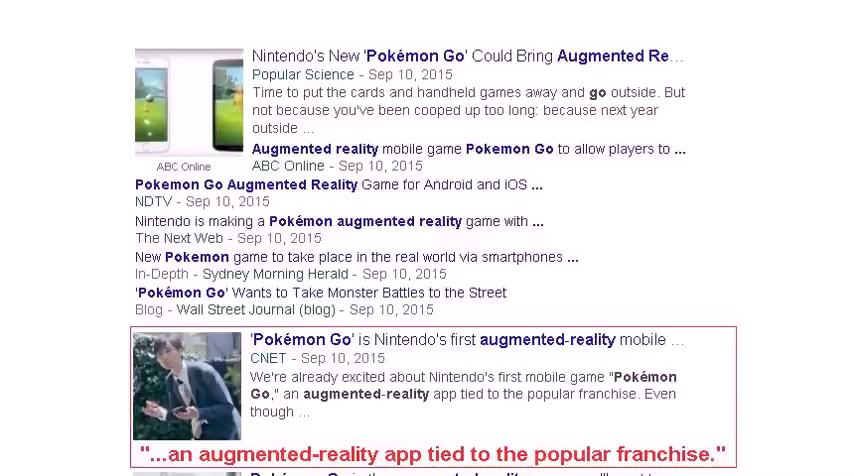 Nintendo's New 'Pokémon Go' Could Bring Augmented Re...
Popular Science - Sep 10, 2015
Time to put the cards and handheld games away and go outside. But
not because you've been cooped up too long: because next year
outside ...
Augmented reality mobile game Pokemon Go to allow players to ...
ABC Online
ABC Online - Sep 10, 2015
Pokemon Go Augmented Reality Game for Android and iOS ...
NDTV - Sep 10, 2015
Nintendo is making a Pokémon augmented reality game with ...
The Next Web - Sep 10, 2015
New Pokemon game to take place in the real world via smartphones ...
In-Depth - Sydney Morning Herald - Sep 10, 2015
'Pokémon Go' Wants to Take Monster Battles to the Street
Blog - Wall Street Journal (blog) - Sep 10, 2015
'Pokémon Go' is Nintendo's first augmented-reality mobile ...
CNET - Sep 10, 2015
We're already excited about Nintendo's first mobile game "Pokémon
Go," an augmented-reality app tied to the popular franchise. Even
though ...
"...an augmented-reality app tied to the popular franchise."